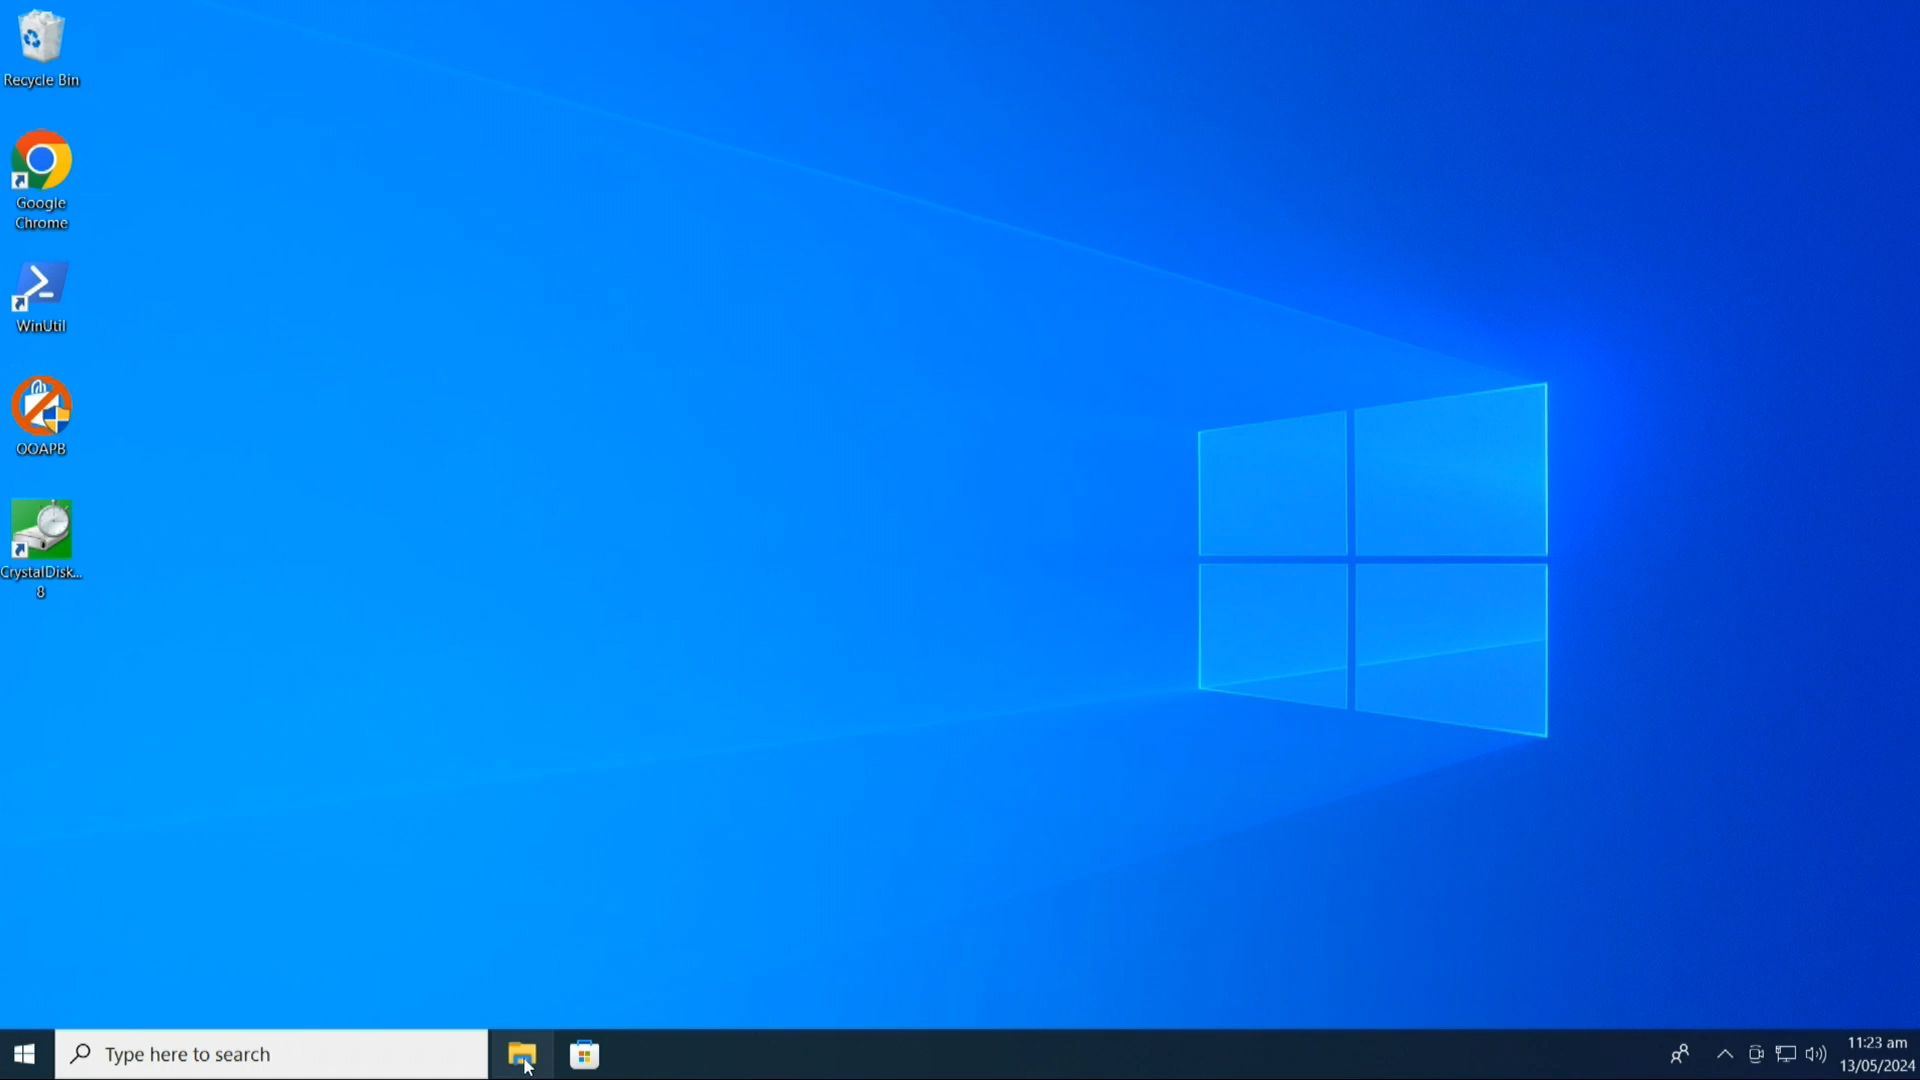 Recycle Bin
Google
Chrome
WinUtil
OOAPB
CrystalDisk...
8
Type here to search
11:23 am
13/05/2024